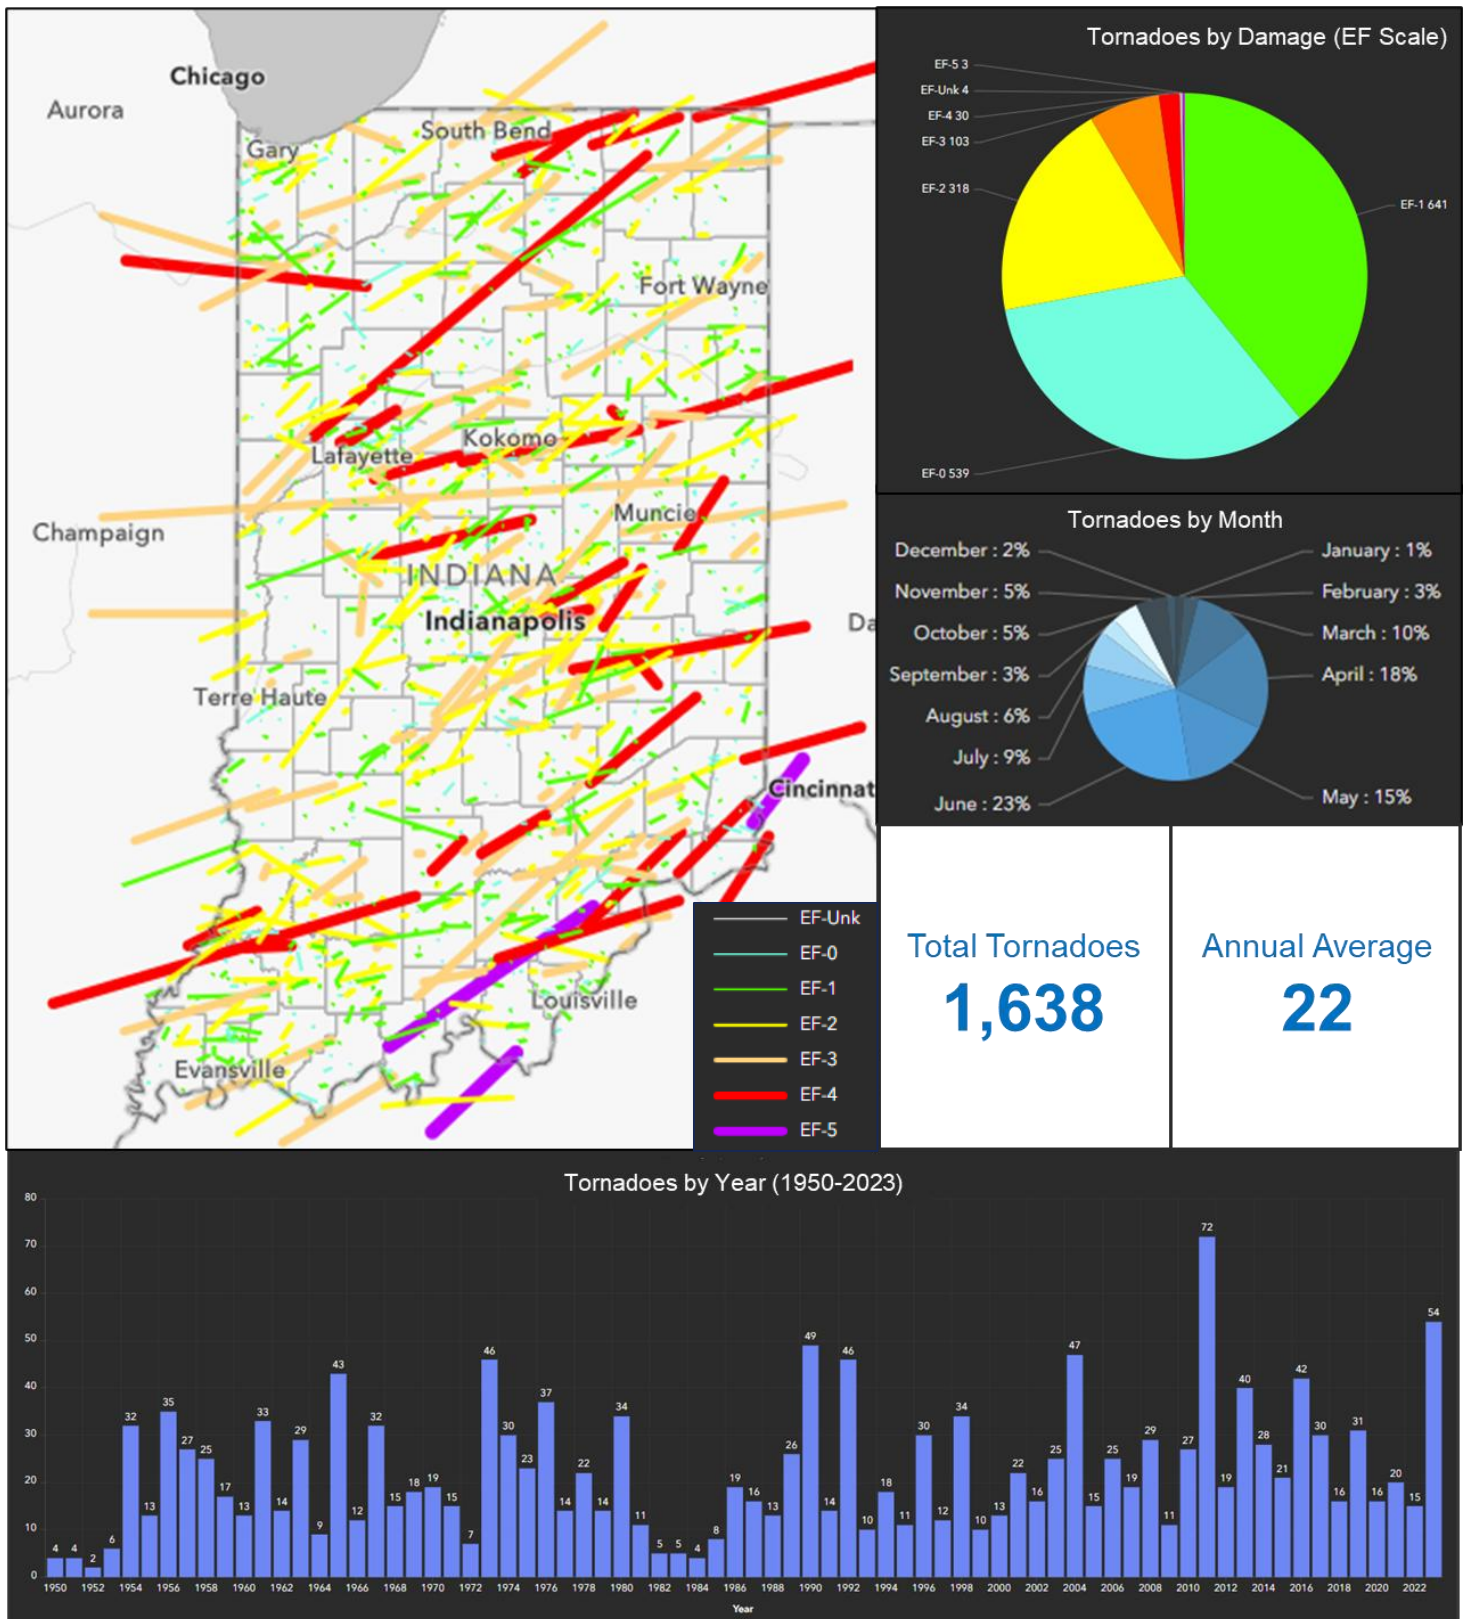 Chicago
Aurora
South Bend
Gary
Fort Wayne
Kokomo
Lafayette
Champaign
Muncie
INDIANA
Indianapolis
Da
Terre Haute
Cincinnat
Louisville
Evansville
EF-Unk
EF-0
EF-1
EF-2
EF-3
EF-4
EF-5
Tornadoes by Damage (EF Scale)
EF-5 3
EF-Unk 4
EF-4 30
EF-3 103
EF-2 318
EF-1 641
EF-0 539
Tornadoes by Month
December : 2%
January : 1%
November : 5%
February : 3%
October : 5%
March : 10%
September : 3%
April : 18%
August : 6%
July : 9%
June : 23%
May : 15%
Total Tornadoes
1,638
Annual Average
22
Tornadoes by Year (1950-2023)
80
70
60
50
40
30
20
10
0
4 4 2 6 32 13 35 27 25 17 13 33 14 29 9 43 12 32 15 18 19 15 7 46 30 23 37 14 22 14 34 11 5 5 4 8 19 16 13 26 49 14 46 10 18 11 30 12 34 10 13 22 16 25 47 15 25 19 29 11 27 72 19 40 28 21 42 30 16 31 16 20 15 54
1950 1952 1954 1956 1958 1960 1962 1964 1966 1968 1970 1972 1974 1976 1978 1980 1982 1984 1986 1988 1990 1992 1994 1996 1998 2000 2002 2004 2006 2008 2010 2012 2014 2016 2018 2020 2022
Year